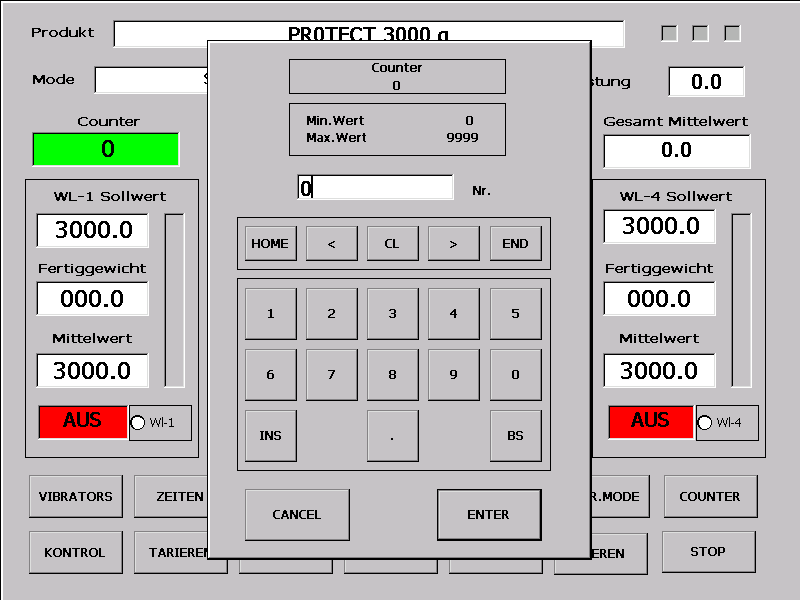 Produkt PROTECT 3000 g
Mode
0.0
Counter
0
Gesamt Mittelwert
0.0
WL-1 Sollwert
3000.0
Fertiggewicht
000.0
Mittelwert
3000.0
AUS Wl-1
Counter
0
Min.Wert 0
Max.Wert 9999
0 Nr.
HOME < CL > END
1 2 3 4 5
6 7 8 9 0
INS . BS
CANCEL ENTER
WL-4 Sollwert
3000.0
Fertiggewicht
000.0
Mittelwert
3000.0
AUS Wl-4
VIBRATORS ZEITEN COUNTER
KONTROL TARIEREN STOP